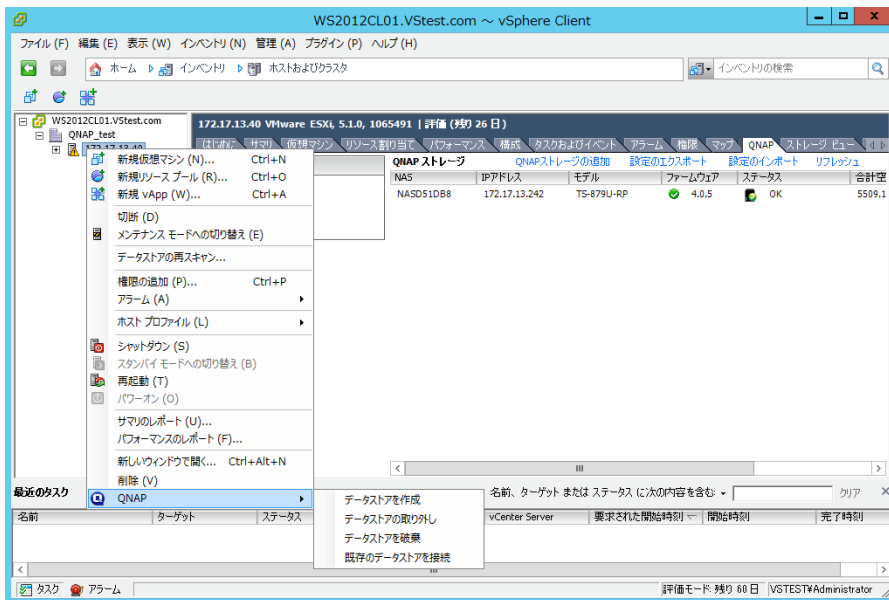 WS2012CL01.VStest.com ～ vSphere Client
ファイル (F) 編集 (E) 表示 (W) インベントリ (N) 管理 (A) プラグイン (P) ヘルプ (H)
ホーム インベントリ ホストおよびクラスタ インベントリの検索
WS2012CL01.VStest.com
QNAP_test
172.17.13.40
172.17.13.40 VMware ESXi, 5.1.0, 1065491 | 評価 (残り 26 日)
はじめに サマリ 仮想マシン リソース割り当て パフォーマンス 構成 タスクおよびイベント アラーム 権限 マップ QNAP ストレージ ビュー
QNAP ストレージ QNAPストレージの追加 設定のエクスポート 設定のインポート リフレッシュ
NAS IPアドレス モデル ファームウェア ステータス 合計空
NASD51DB8 172.17.13.242 TS-879U-RP 4.0.5 OK 5509.1
新規仮想マシン (N)... Ctrl+N
新規リソース プール (R)... Ctrl+O
新規 vApp (W)... Ctrl+A
切断 (D)
メンテナンス モードへの切り替え (E)
データストアの再スキャン...
権限の追加 (P)... Ctrl+P
アラーム (A)
ホスト プロファイル (L)
シャットダウン (S)
スタンバイ モードへの切り替え (B)
再起動 (T)
パワーオン (O)
サマリのレポート (U)...
パフォーマンスのレポート (F)...
新しいウィンドウで開く... Ctrl+Alt+N
削除 (V)
QNAP
データストアを作成
データストアの取り外し
データストアを破棄
既存のデータストアを接続
最近のタスク 名前、ターゲット または ステータス に次の内容を含む: クリア
名前 ターゲット ステータス vCenter Server 要求された開始時刻 開始時刻 完了時刻
タスク アラーム 評価モード: 残り 60 日 VSTEST¥Administrator